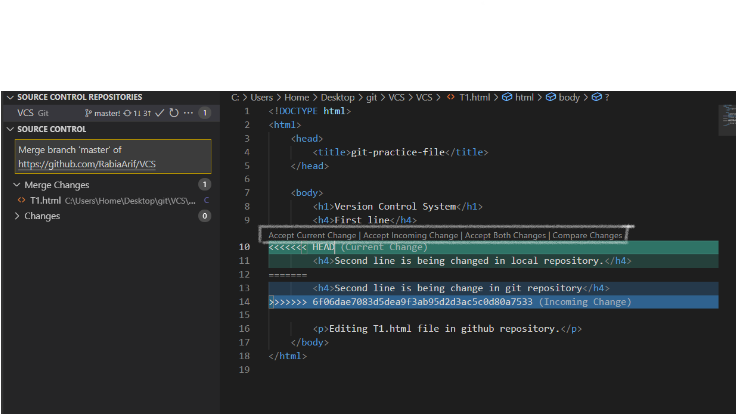 SOURCE CONTROL REPOSITORIES
VCS Git master! 1↓ 3↑ 1
SOURCE CONTROL
Merge branch 'master' of
https://github.com/RabiaArif/VCS
Merge Changes 1
<> T1.html C:\Users\Home\Desktop\git\VCS\... C
Changes 0
C: > Users > Home > Desktop > git > VCS > VCS > <> T1.html > html > body > ?
1 <!DOCTYPE html>
2 <html>
3 <head>
4 <title>git-practice-file</title>
5 </head>
6
7 <body>
8 <h1>Version Control System</h1>
9 <h4>First line</h4>
Accept Current Change | Accept Incoming Change | Accept Both Changes | Compare Changes
10 <<<<<<< HEAD (Current Change)
11 <h4>Second line is being changed in local repository.</h4>
12 =======
13 <h4>Second line is being change in git repository</h4>
14 >>>>>>> 6f06dae7083d5dea9f3ab95d2d3ac5c0d80a7533 (Incoming Change)
15
16 <p>Editing T1.html file in github repository.</p>
17 </body>
18 </html>
19